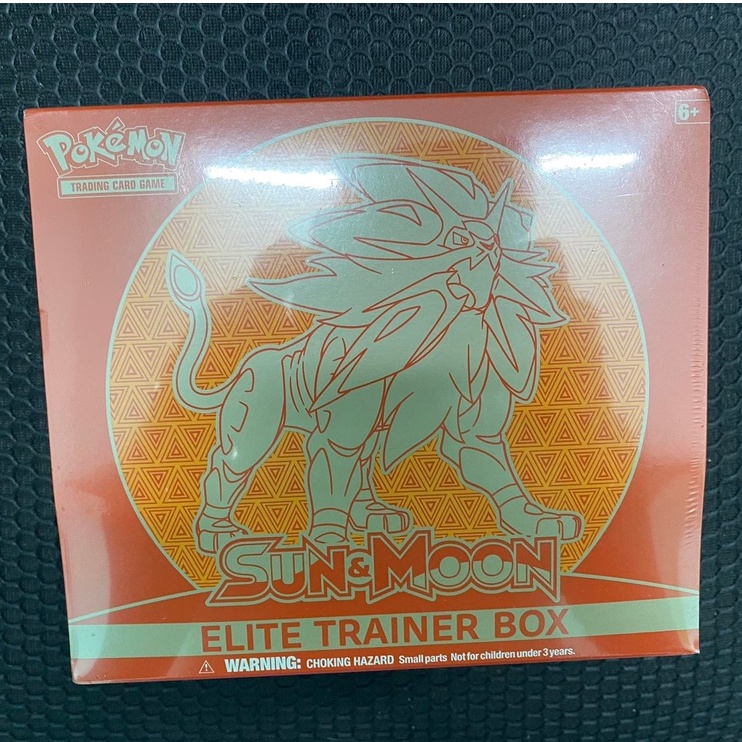 6+
POKéMON
TRADING CARD GAME
SUN & MOON
ELITE TRAINER BOX
WARNING: CHOKING HAZARD Small parts Not for children under 3 years.